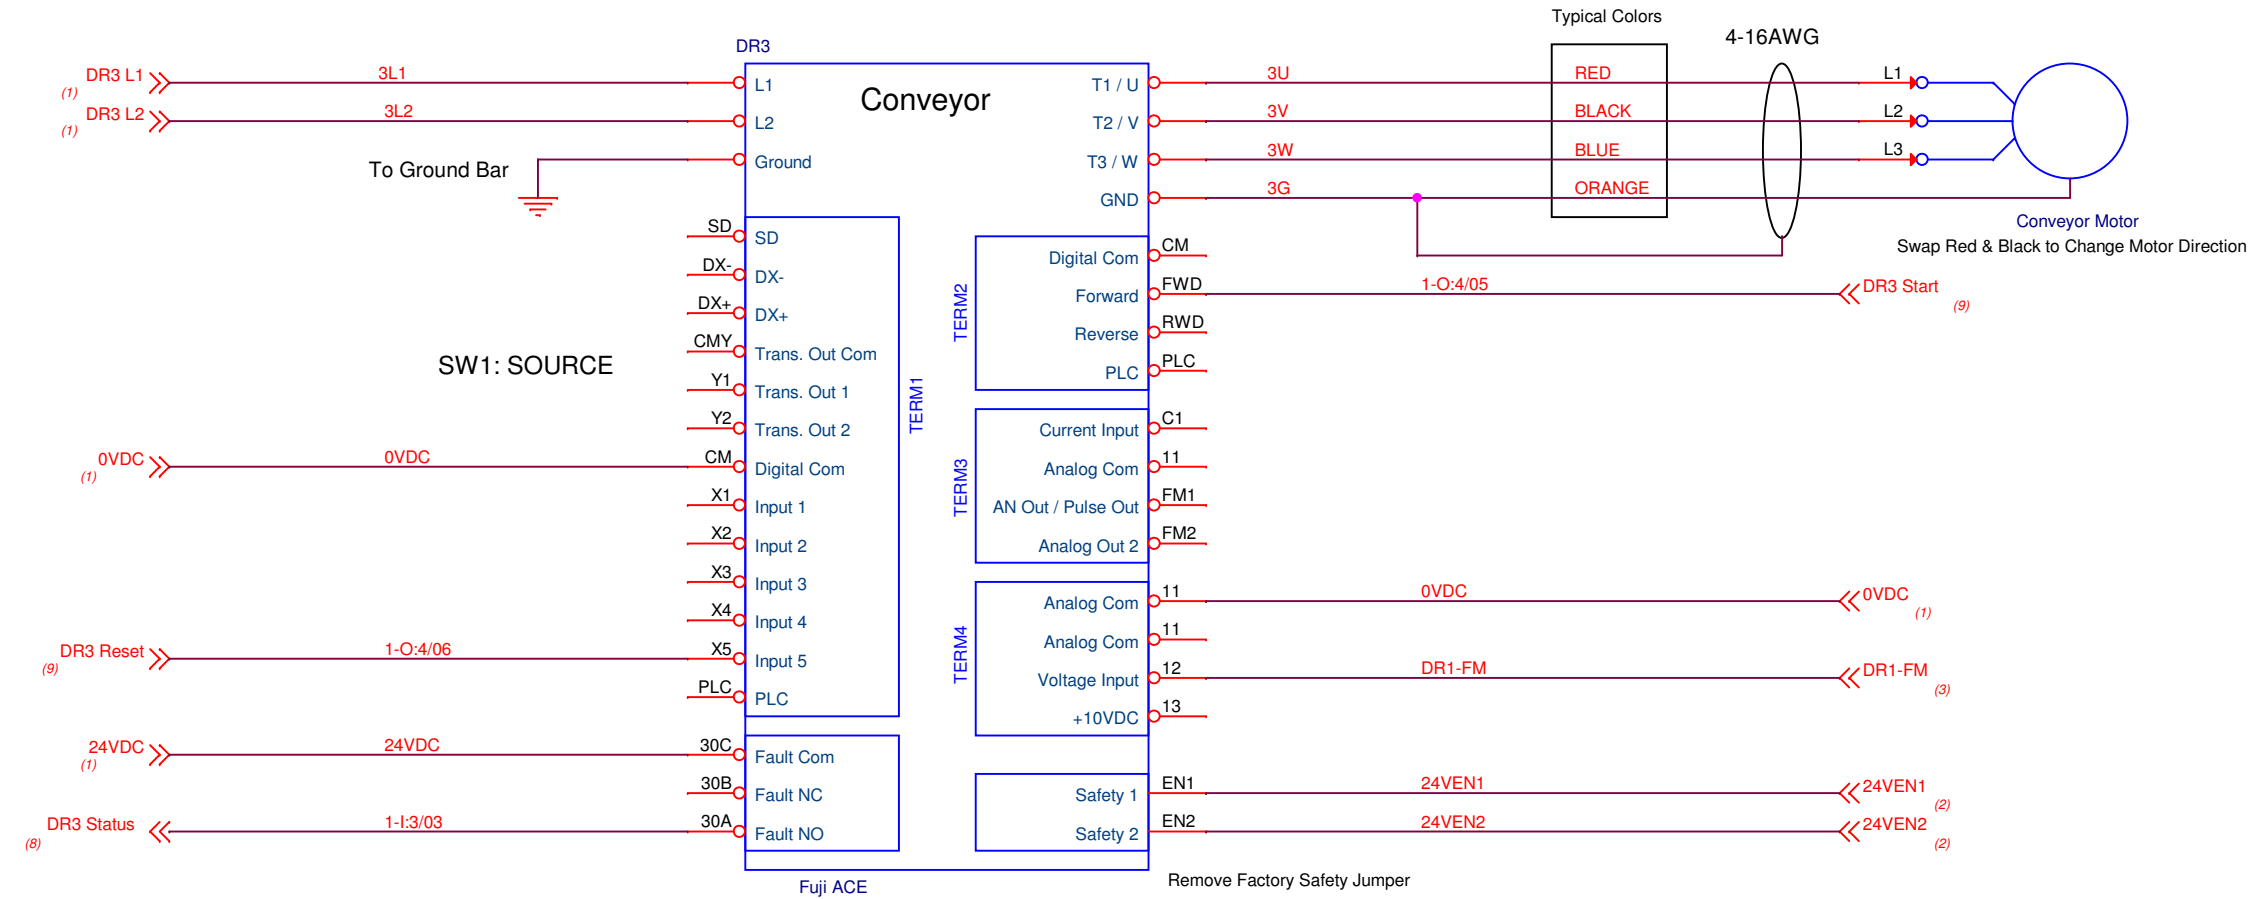 Typical Colors
4-16AWG
DR3
DR3 L1
(1)
3L1
L1
Conveyor
T1 / U
3U
RED
L1
DR3 L2
(1)
3L2
L2
T2 / V
3V
BLACK
L2
To Ground Bar
Ground
T3 / W
3W
BLUE
L3
GND
3G
ORANGE
Conveyor Motor
Swap Red & Black to Change Motor Direction
SW1: SOURCE
SD
SD
DX-
DX-
DX+
DX+
CMY
Trans. Out Com
Y1
Trans. Out 1
Y2
Trans. Out 2
0VDC
(1)
0VDC
CM
Digital Com
X1
Input 1
X2
Input 2
X3
Input 3
X4
Input 4
DR3 Reset
(9)
1-O:4/06
X5
Input 5
PLC
PLC
TERM1
24VDC
(1)
24VDC
30C
Fault Com
30B
Fault NC
DR3 Status
(8)
1-I:3/03
30A
Fault NO
TERM2
Digital Com
CM
Forward
FWD
1-O:4/05
DR3 Start
(9)
Reverse
RWD
PLC
PLC
TERM3
Current Input
C1
Analog Com
11
AN Out / Pulse Out
FM1
Analog Out 2
FM2
TERM4
Analog Com
11
0VDC
0VDC
(1)
Analog Com
11
Voltage Input
12
DR1-FM
DR1-FM
(3)
+10VDC
13
Safety 1
EN1
24VEN1
24VEN1
(2)
Safety 2
EN2
24VEN2
24VEN2
(2)
Fuji ACE
Remove Factory Safety Jumper